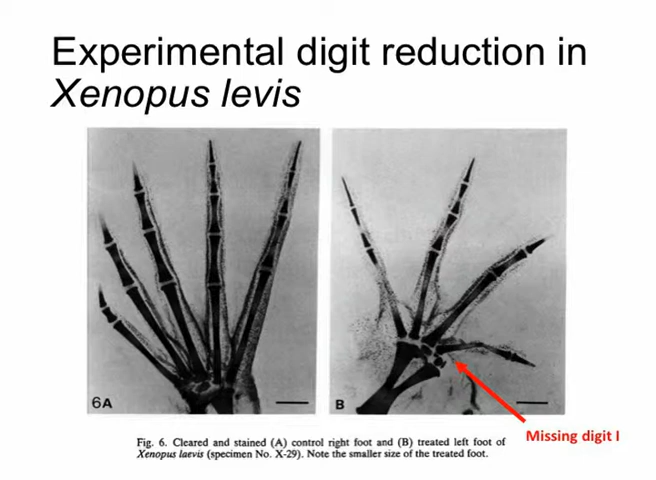 Experimental digit reduction in
Xenopus levis
6A
B
Missing digit I
Fig. 6. Cleared and stained (A) control right foot and (B) treated left foot of
Xenopus laevis (specimen No. X-29). Note the smaller size of the treated foot.